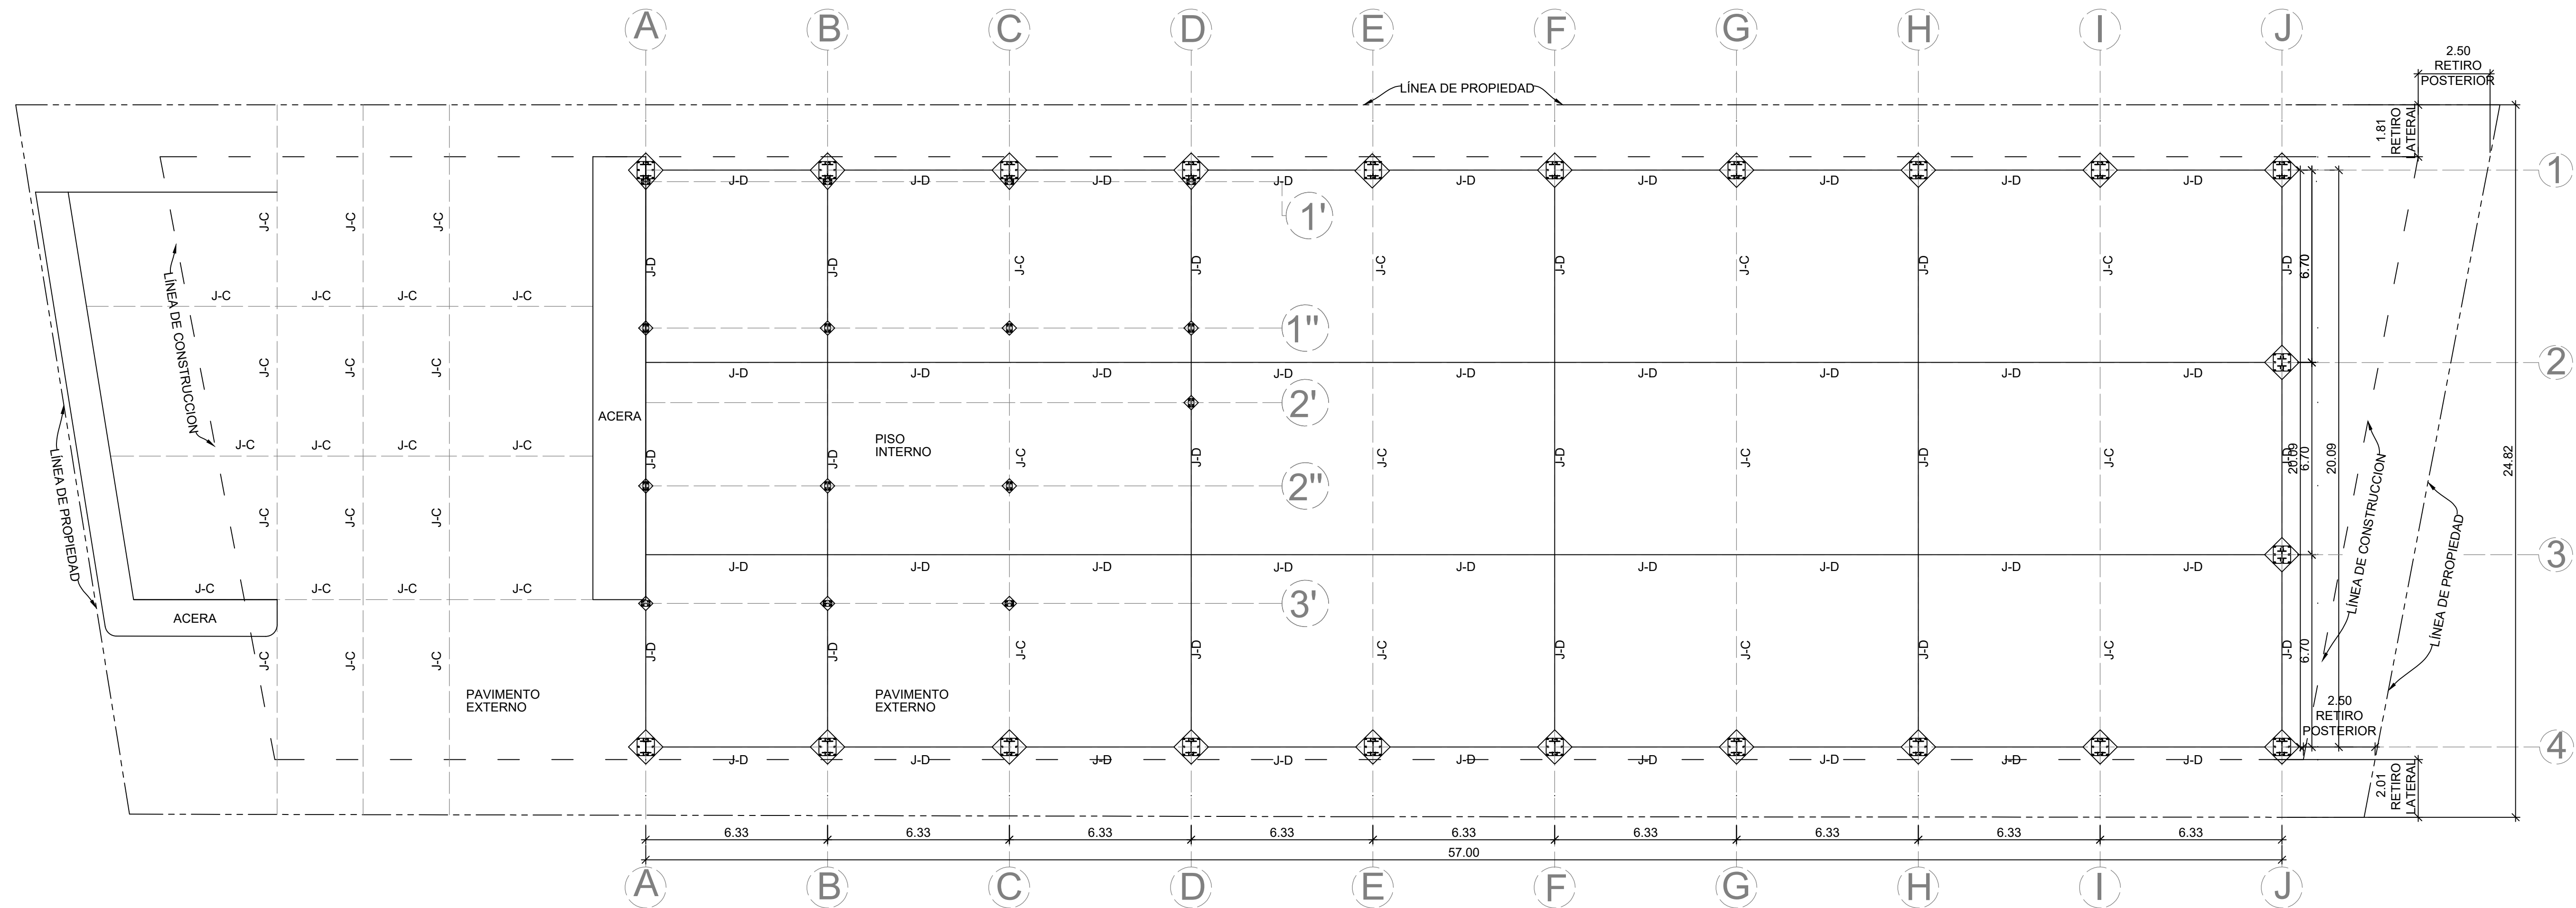 A B C D E F G H I J
2.50
RETIRO
POSTERIOR
LÍNEA DE PROPIEDAD
1.81
RETIRO
LATERAL
1
J-D J-D J-D J-D J-D J-D J-D J-D J-D
1'
J-C J-C J-C
J-D J-D J-C J-D J-C J-D J-C J-D J-C J-D
6.70
LÍNEA DE CONSTRUCCION
J-C J-C J-C J-C
1"
2
J-C J-C J-C
J-D J-D J-D J-D J-D J-D J-D J-D J-D
2'
ACERA
PISO
INTERNO
J-C J-C J-C J-C
J-D J-D J-C J-D J-C J-D J-C J-D J-C J-D
20.09
6.70
20.09
24.82
2"
LÍNEA DE PROPIEDAD
LÍNEA DE CONSTRUCCION
LÍNEA DE PROPIEDAD
J-C J-C J-C
3
J-D J-D J-D J-D J-D J-D J-D J-D J-D
J-C J-C J-C J-C
3'
ACERA
J-C J-C J-C
J-D J-D J-C J-D J-C J-D J-C J-D J-C J-D
6.70
PAVIMENTO
EXTERNO
PAVIMENTO
EXTERNO
2.50
RETIRO
POSTERIOR
4
J-D J-D J-D J-D J-D J-D J-D J-D J-D
2.01
RETIRO
LATERAL
6.33 6.33 6.33 6.33 6.33 6.33 6.33 6.33 6.33
57.00
A B C D E F G H I J